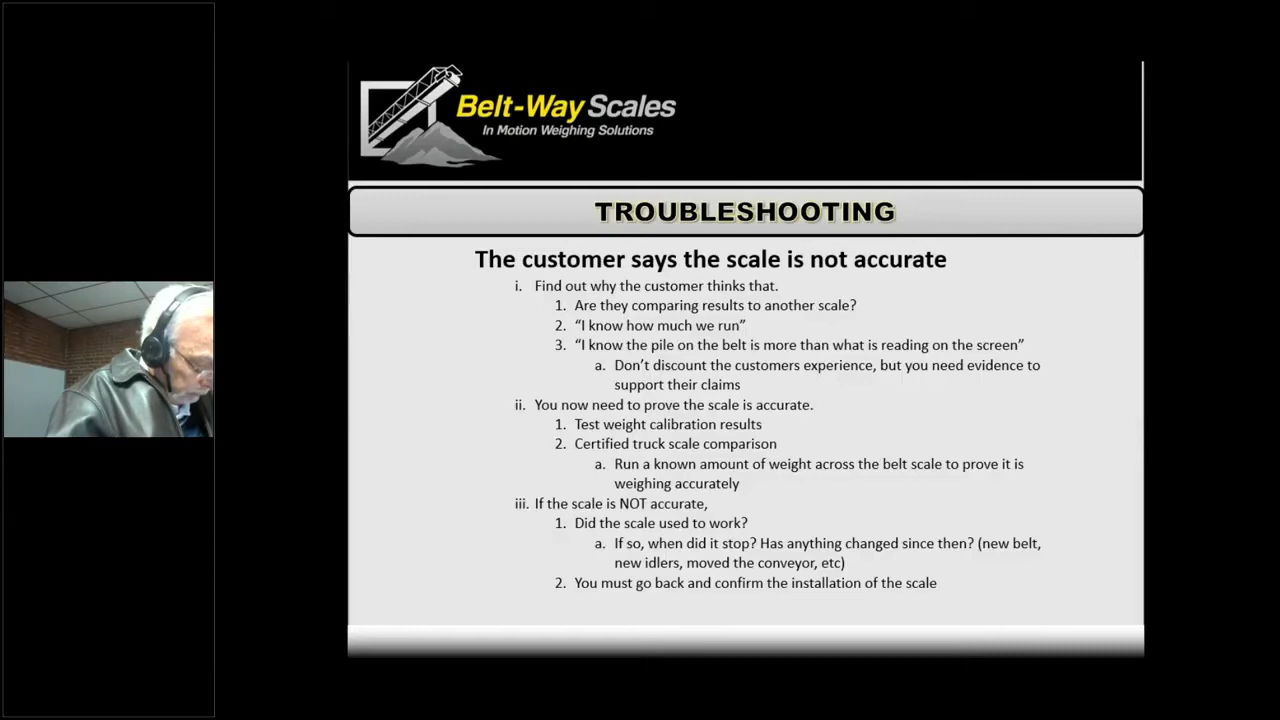 Belt-Way Scales
In Motion Weighing Solutions
TROUBLESHOOTING
The customer says the scale is not accurate
i. Find out why the customer thinks that.
1. Are they comparing results to another scale?
2. “I know how much we run”
3. “I know the pile on the belt is more than what is reading on the screen”
a. Don’t discount the customers experience, but you need evidence to
support their claims
ii. You now need to prove the scale is accurate.
1. Test weight calibration results
2. Certified truck scale comparison
a. Run a known amount of weight across the belt scale to prove it is
weighing accurately
iii. If the scale is NOT accurate,
1. Did the scale used to work?
a. If so, when did it stop? Has anything changed since then? (new belt,
new idlers, moved the conveyor, etc)
2. You must go back and confirm the installation of the scale